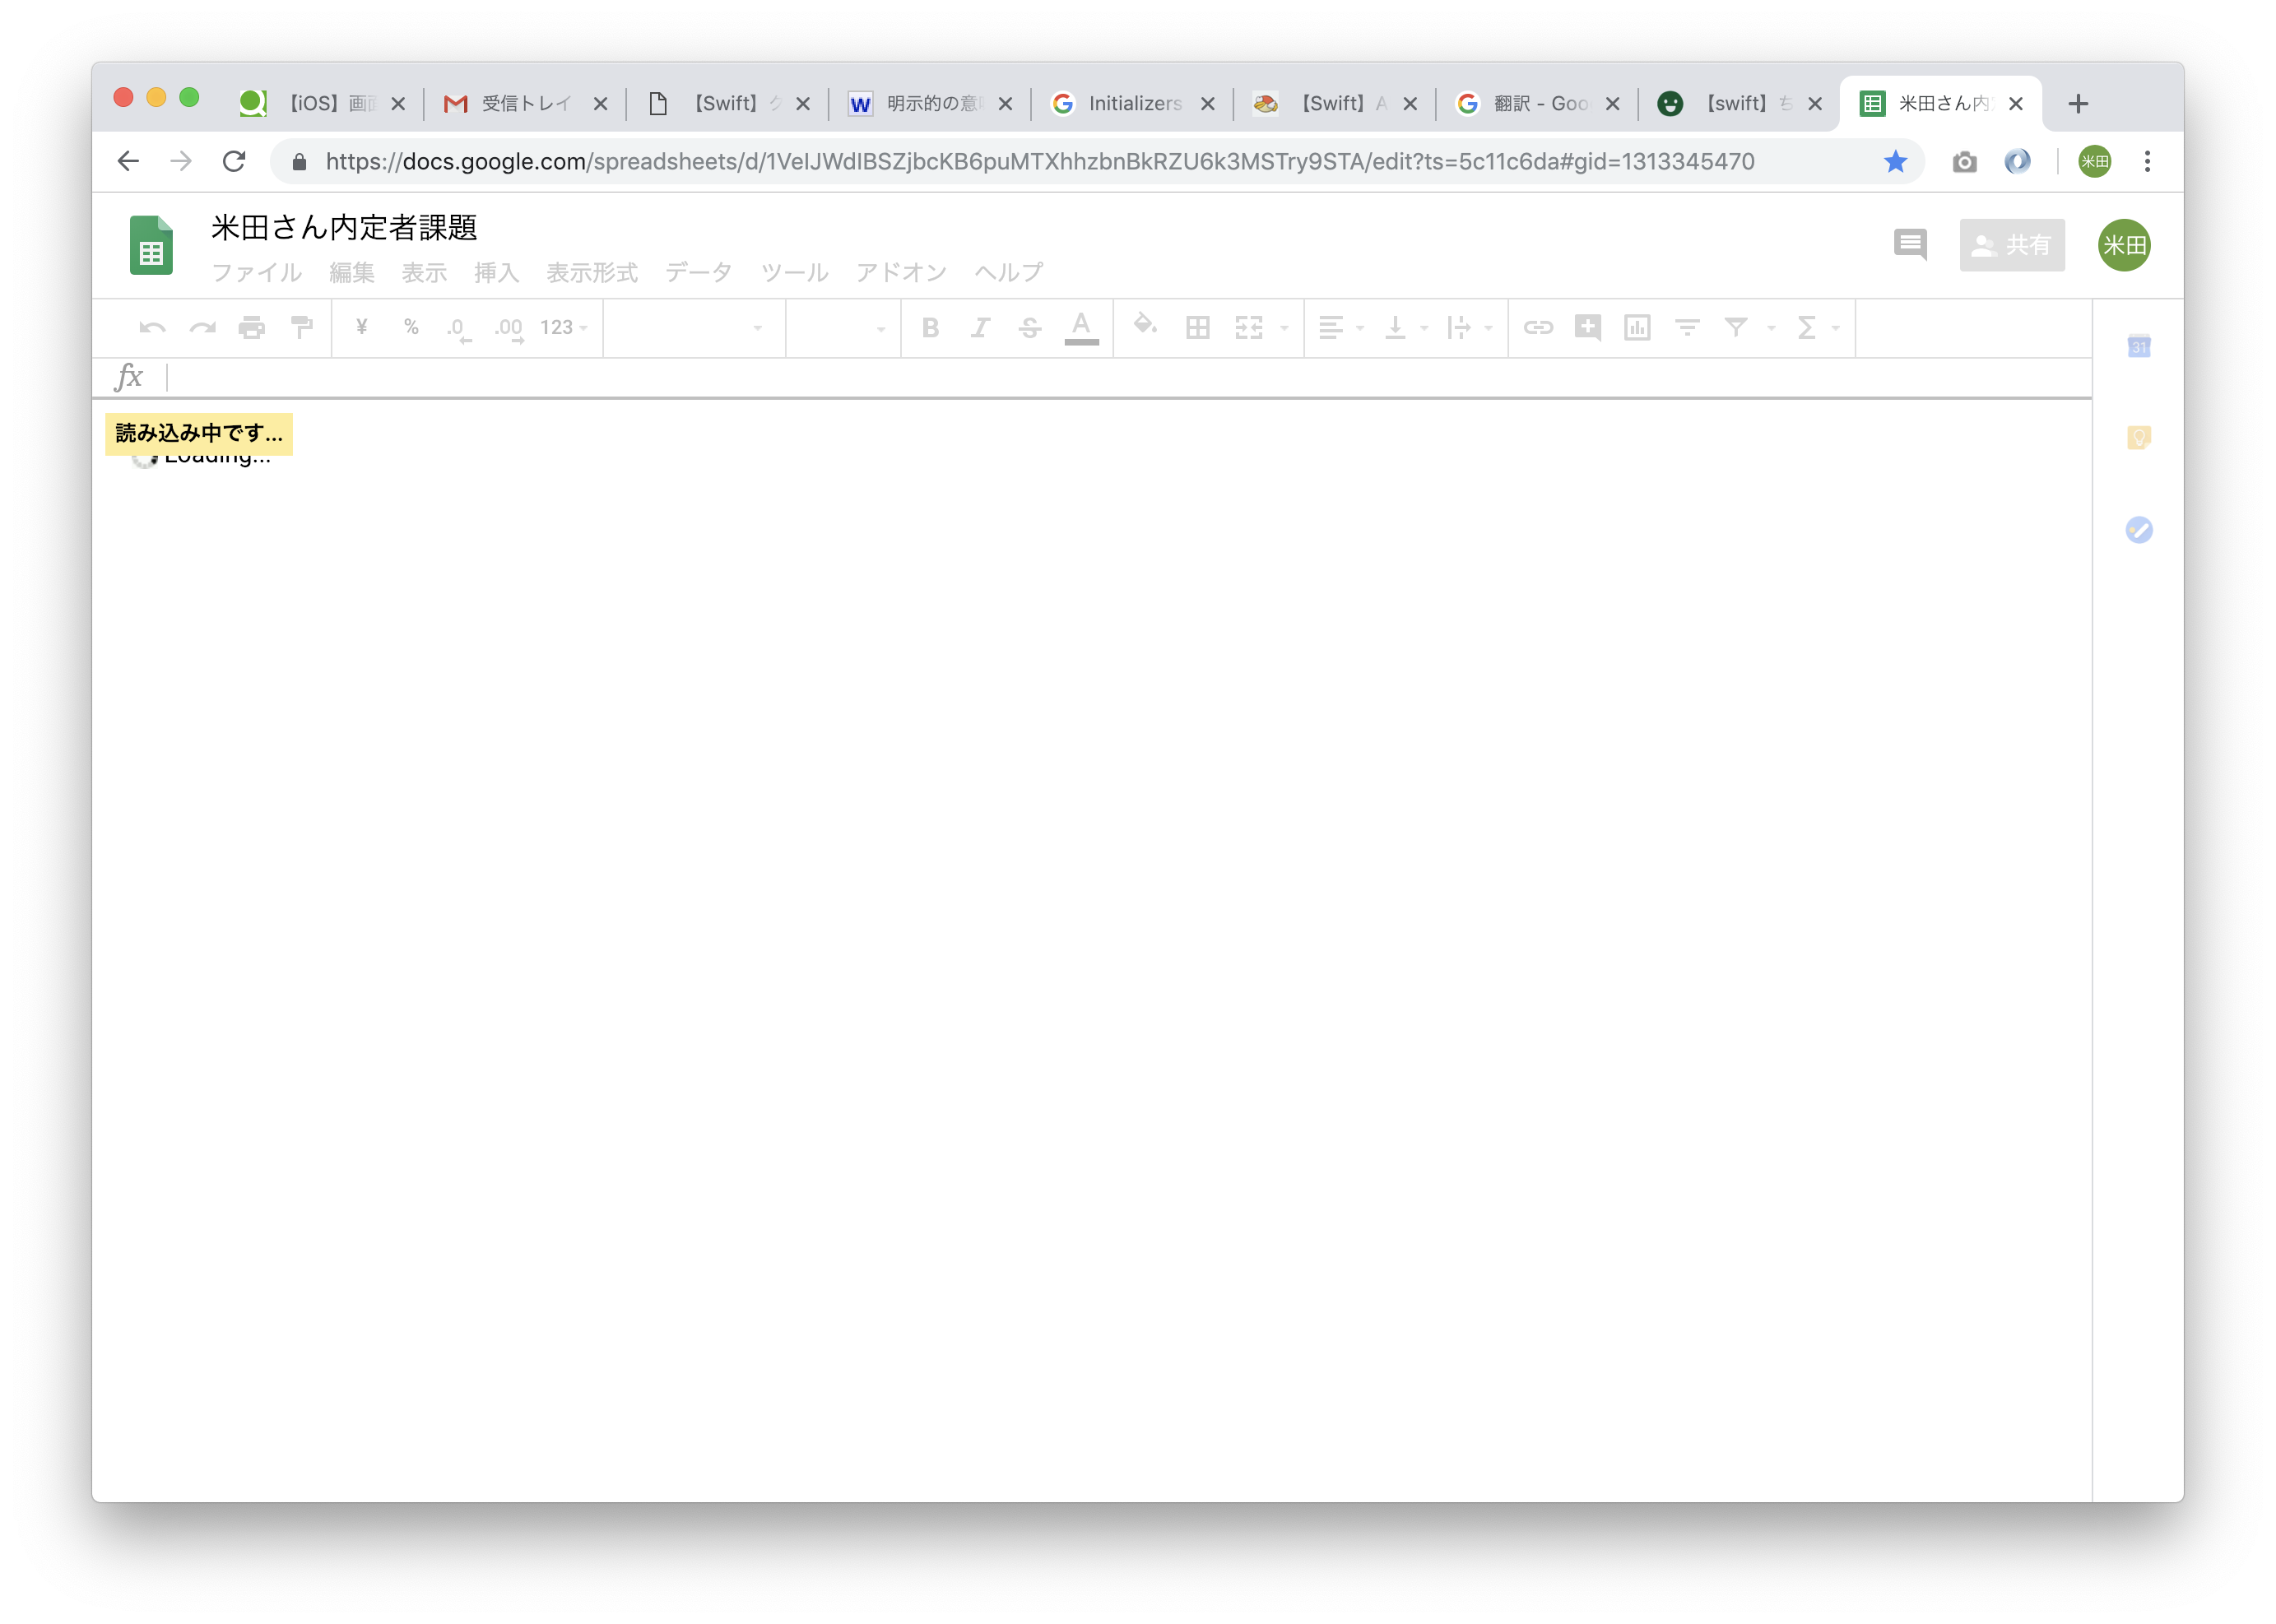 【iOS】画 受信トレイ 【Swift】 明示的の意 Initializers 【Swift】A 翻訳 - Goo 【swift】ち 米田さん内
https://docs.google.com/spreadsheets/d/1VeIJWdIBSZjbcKB6puMTXhhzbnBkRZU6k3MSTry9STA/edit?ts=5c11c6da#gid=1313345470 米田
米田さん内定者課題
共有 米田
ファイル 編集 表示 挿入 表示形式 データ ツール アドオン ヘルプ
¥ % .0 .00 123 B I S A Σ
31
fx
読み込み中です...
Loading...